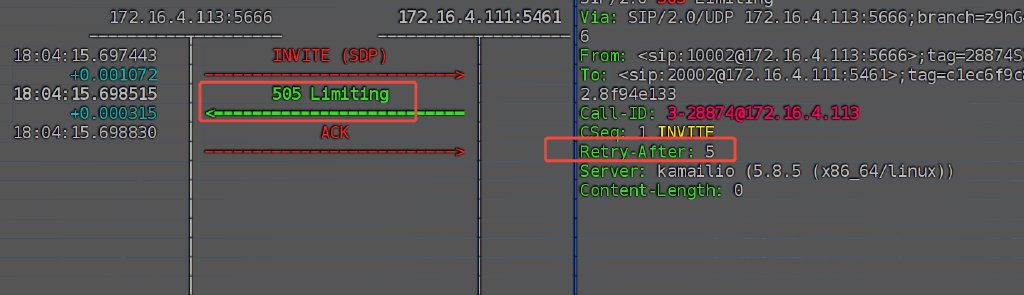 172.16.4.113:5666 172.16.4.111:5461
18:04:15.697443 INVITE (SDP)
+0.001072
18:04:15.698515 505 Limiting
+0.000315
18:04:15.698830 ACK
SIP/2.0 505 Limiting
Via: SIP/2.0/UDP 172.16.4.113:5666;branch=z9hG
6
From: <sip:10002@172.16.4.113:5666>;tag=28874S
To: <sip:20002@172.16.4.111:5461>;tag=c1ec6f9c
2.8f94e133
Call-ID: 3-28874@172.16.4.113
CSeq: 1 INVITE
Retry-After: 5
Server: kamailio (5.8.5 (x86_64/linux))
Content-Length: 0